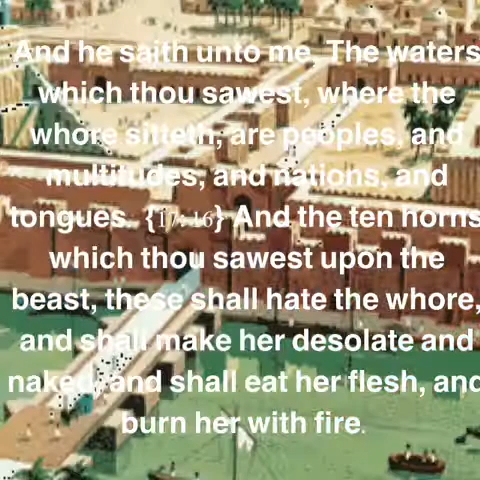 And he saith unto me, The waters
which thou sawest, where the
whore sitteth, are peoples, and
multitudes, and nations, and
tongues. {17:16} And the ten horns
which thou sawest upon the
beast, these shall hate the whore,
and shall make her desolate and
naked, and shall eat her flesh, and
burn her with fire.